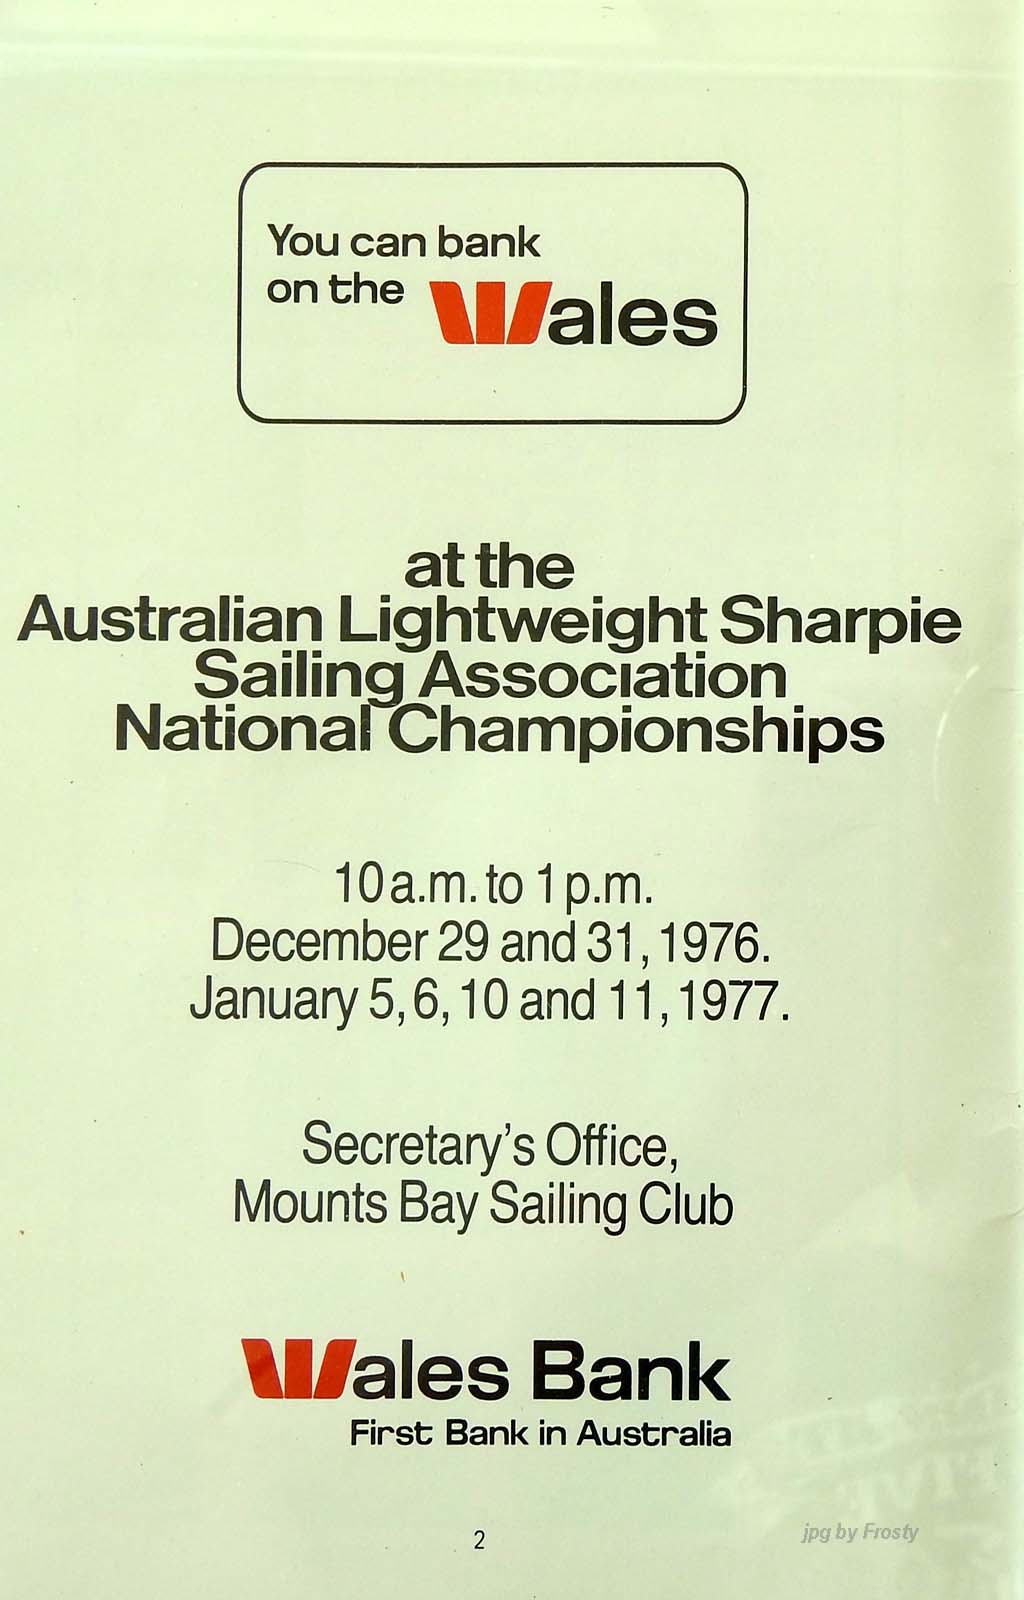 You can bank
on the Wales
at the
Australian Lightweight Sharpie
Sailing Association
National Championships
10 a.m. to 1 p.m.
December 29 and 31, 1976.
January 5, 6, 10 and 11, 1977.
Secretary's Office,
Mounts Bay Sailing Club
Wales Bank
First Bank in Australia
2
jpg by Frosty